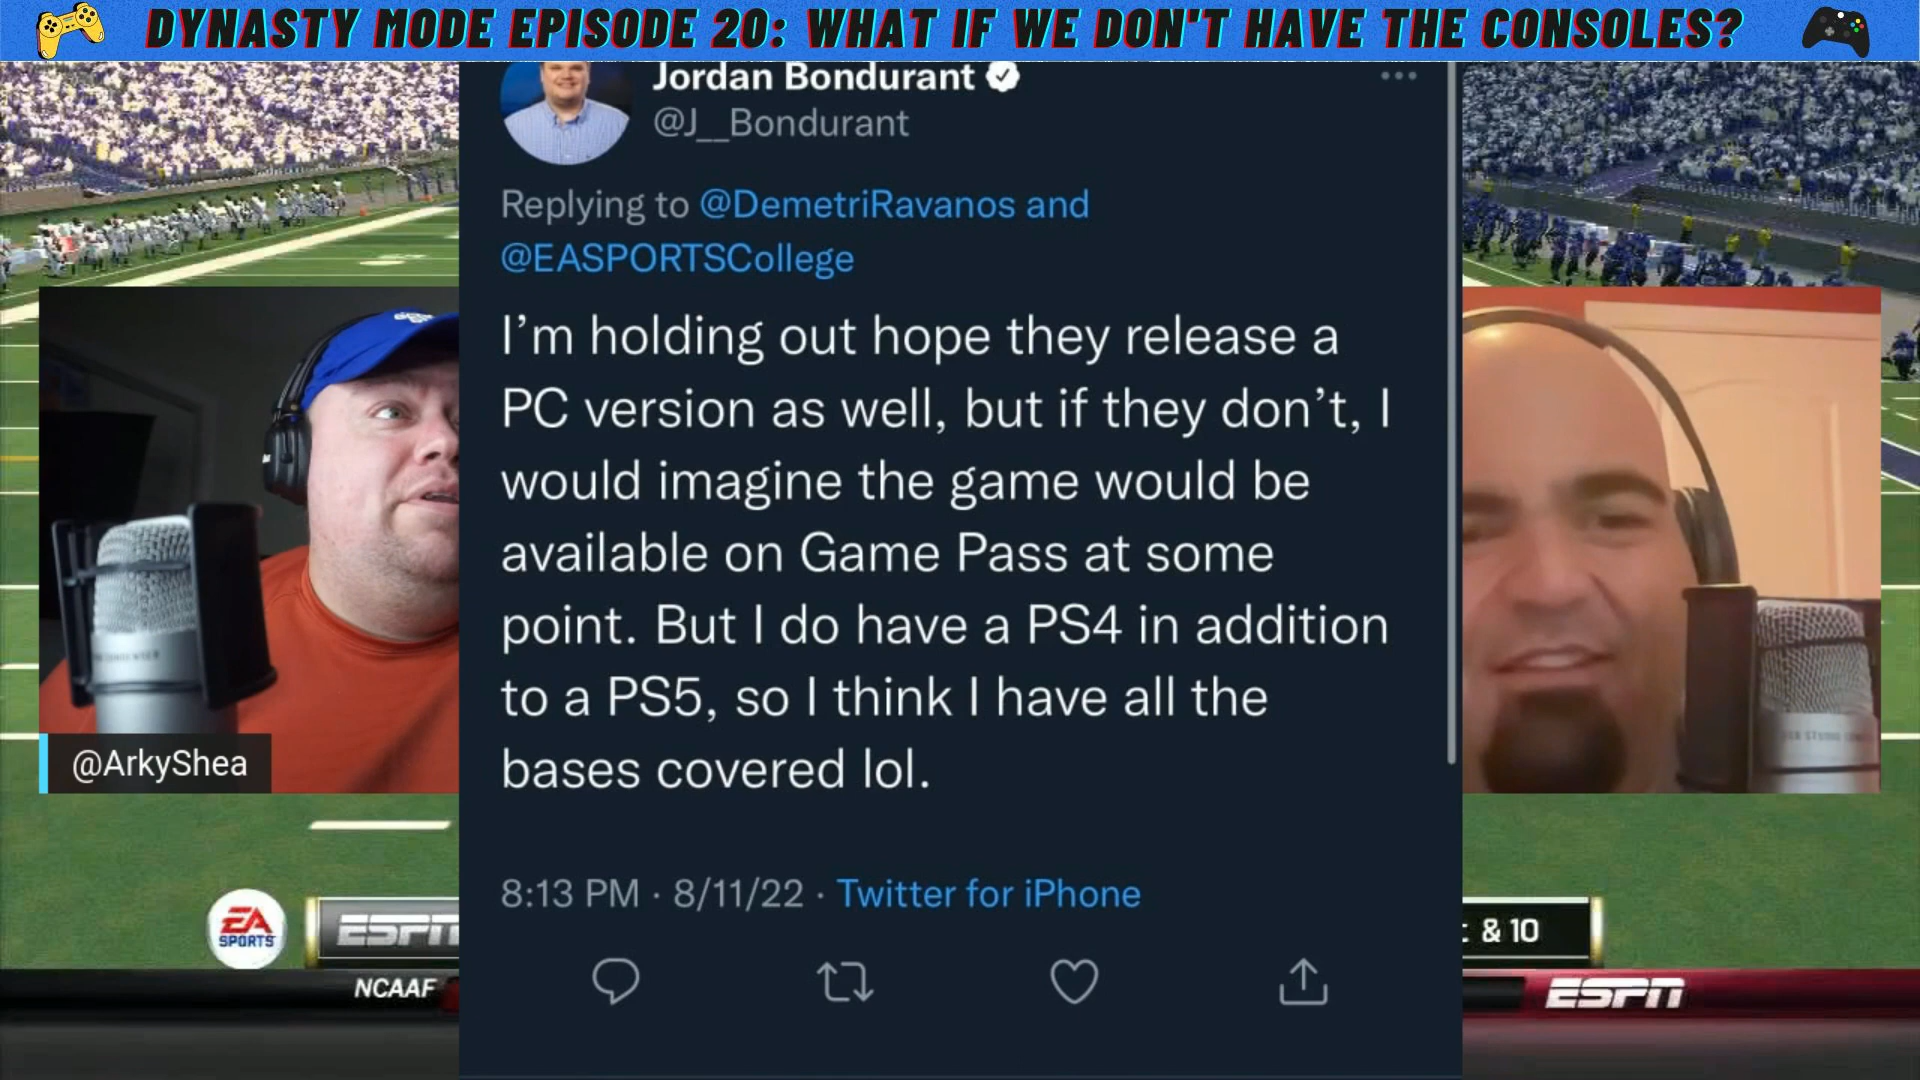 DYNASTY MODE EPISODE 20: WHAT IF WE DON'T HAVE THE CONSOLES?
Jordan Bondurant
@J__Bondurant
Replying to @DemetriRavanos and
@EASPORTSCollege
I’m holding out hope they release a
PC version as well, but if they don’t, I
would imagine the game would be
available on Game Pass at some
point. But I do have a PS4 in addition
to a PS5, so I think I have all the
bases covered lol.
@ArkyShea
8:13 PM · 8/11/22 · Twitter for iPhone
EA
SPORTS
ESPN
& 10
NCAAF
ESPN